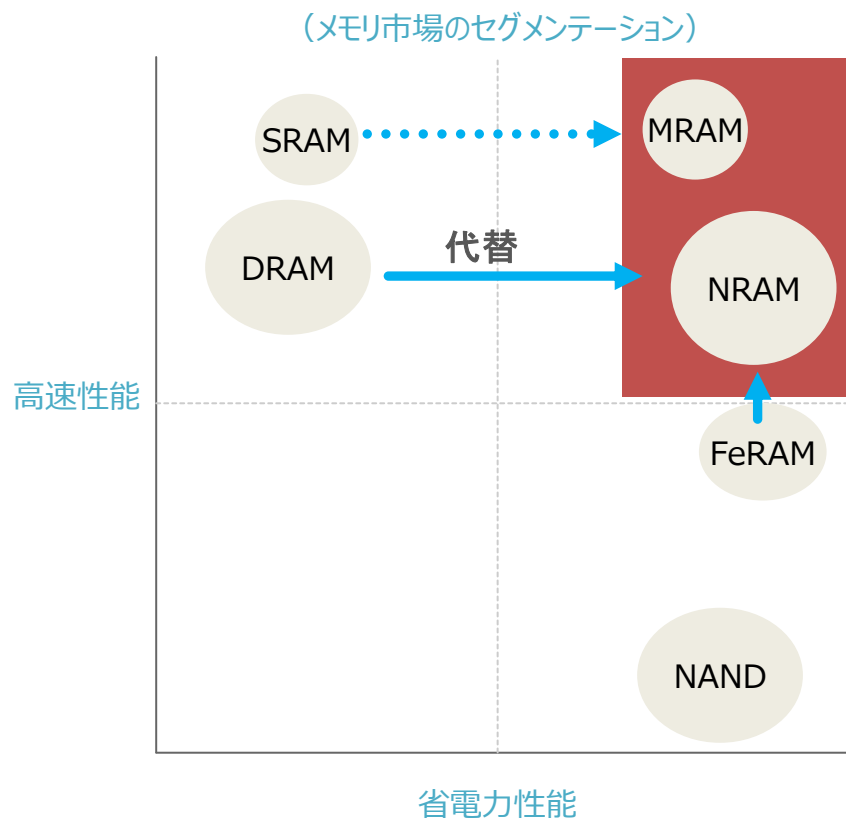 （メモリ市場のセグメンテーション）
SRAM
MRAM
DRAM
代替
NRAM
高速性能
FeRAM
NAND
省電力性能